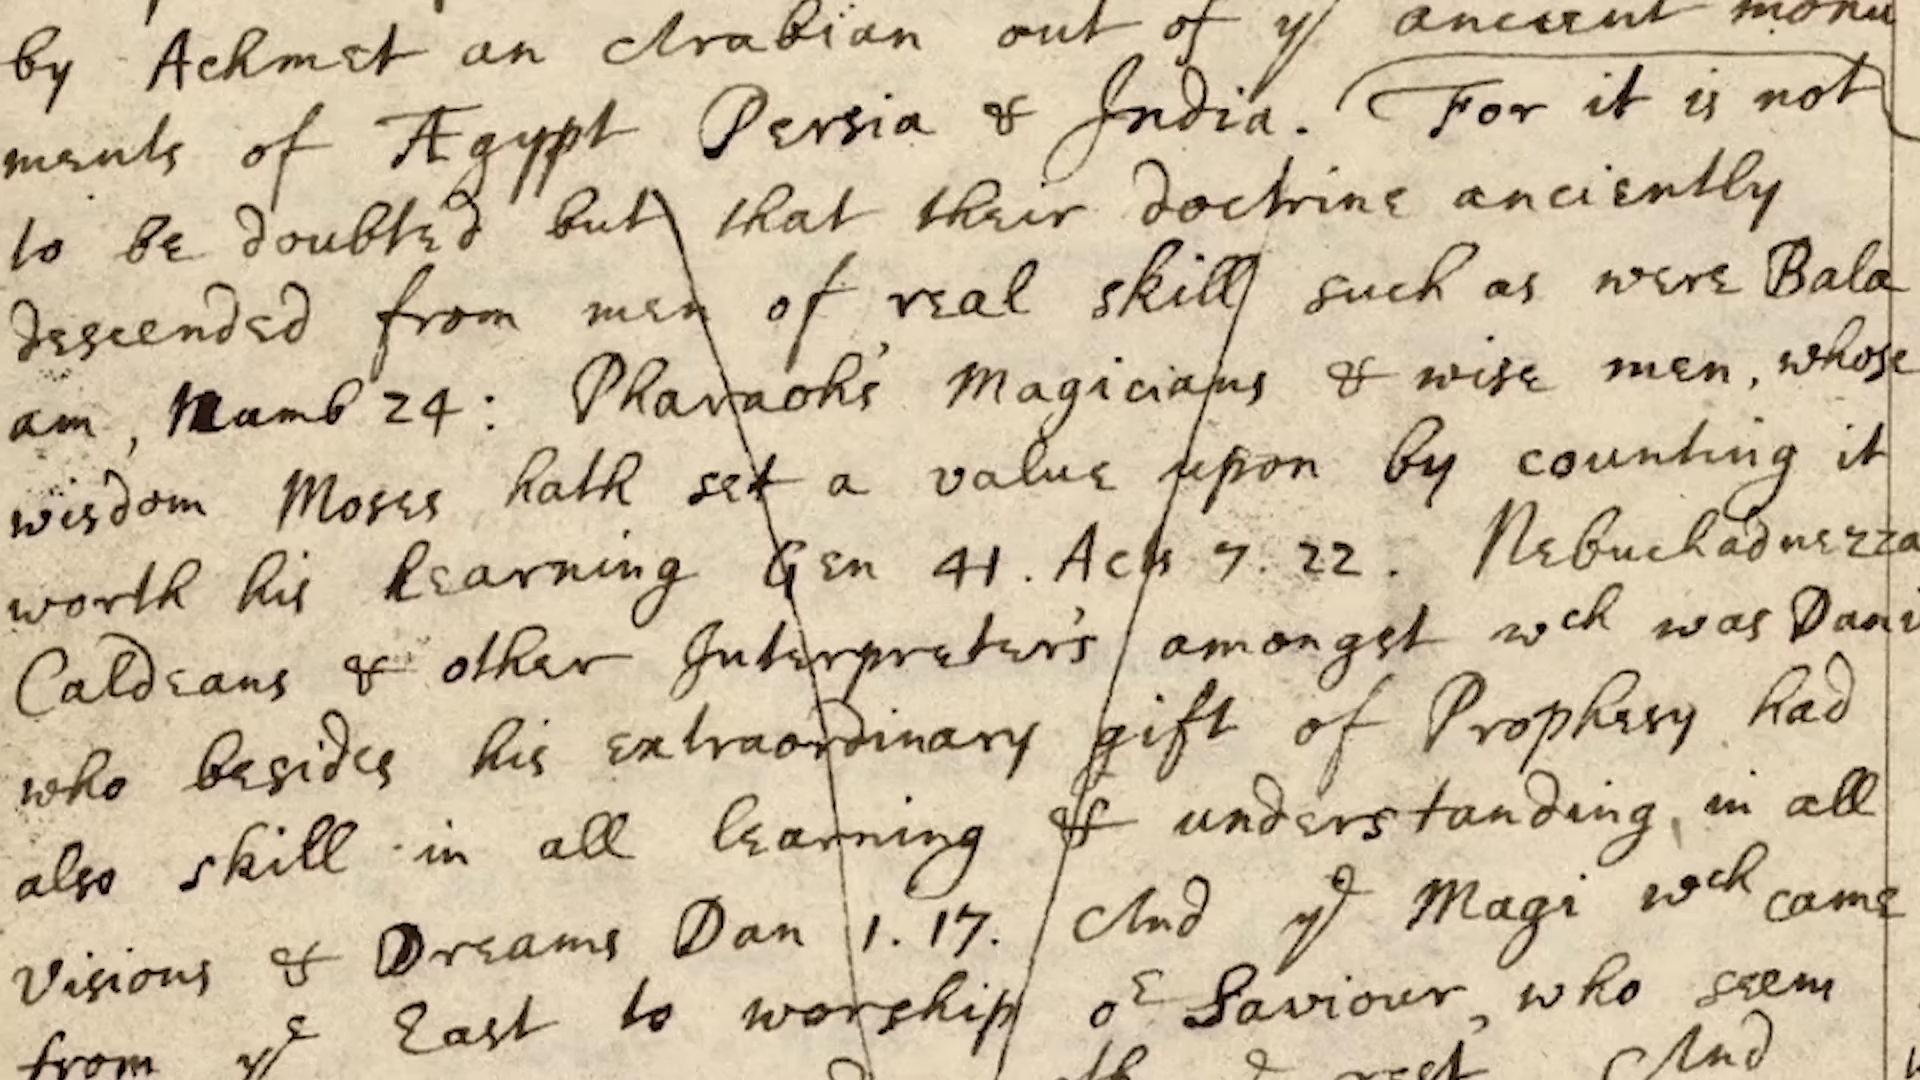 by Achmet an Arabian out of yᵉ ancient monu
ments of Ægypt Persia & India. For it is not
to be doubted but that their doctrine anciently
descended from men of real skill such as were Bala
am, Numb 24: Pharaoh's Magicians & wise men, whose
wisdom Moses hath set a value upon by counting it
worth his learning Gen 41. Acts 7. 22. Nebuchadnezza
Caldeans & other Interpreter's amongst wᶜʰ was Dani
who besides his extraordinary gift of Prophesy had
also skill in all learning & understanding, in all
Visions & Dreams Dan 1. 17. And yᵉ Magi wᶜʰ came
from yᵉ East to worship oᵉ Saviour, who seem
rest And